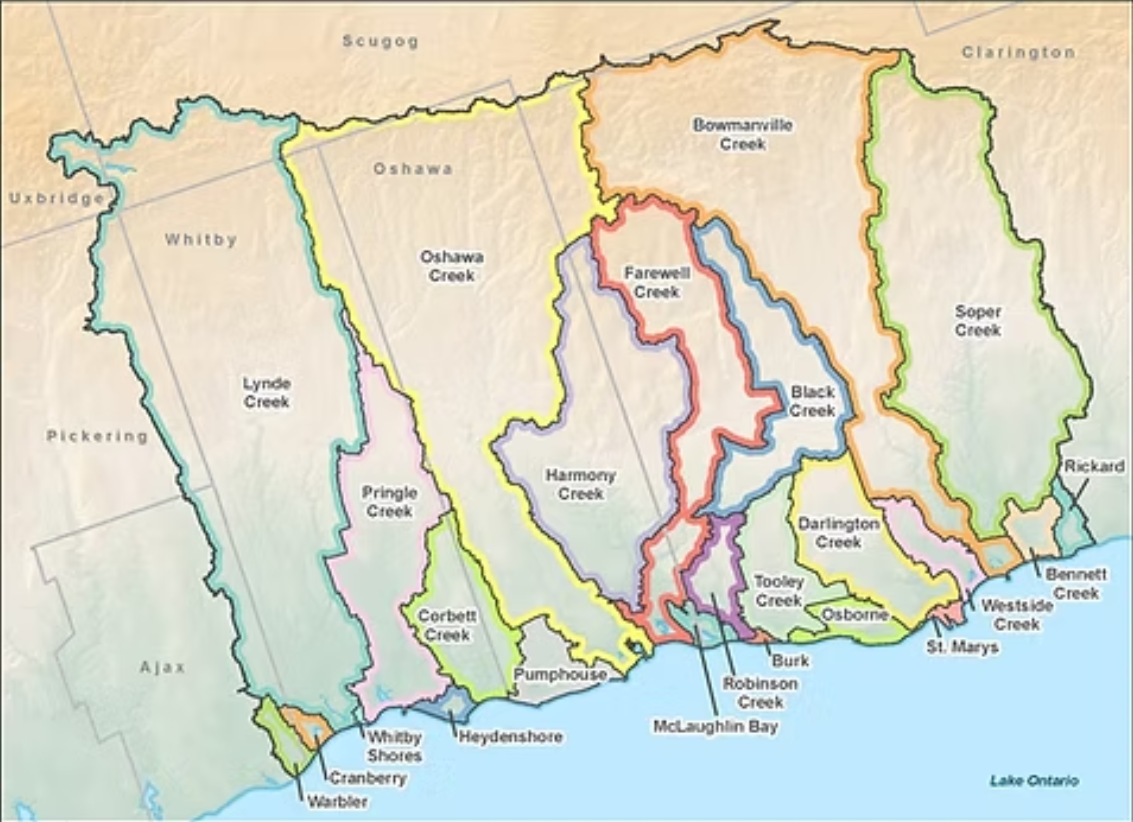 Scugog
Clarington
Bowmanville
Creek
Oshawa
Uxbridge
Whitby
Oshawa
Creek
Farewell
Creek
Soper
Creek
Lynde
Creek
Black
Creek
Pickering
Rickard
Harmony
Creek
Pringle
Creek
Darlington
Creek
Bennett
Creek
Tooley
Creek
Westside
Creek
Corbett
Creek
Osborne
St. Marys
Ajax
Pumphouse
Burk
Robinson
Creek
McLaughlin Bay
Whitby
Shores
Heydenshore
Cranberry
Lake Ontario
Warbler